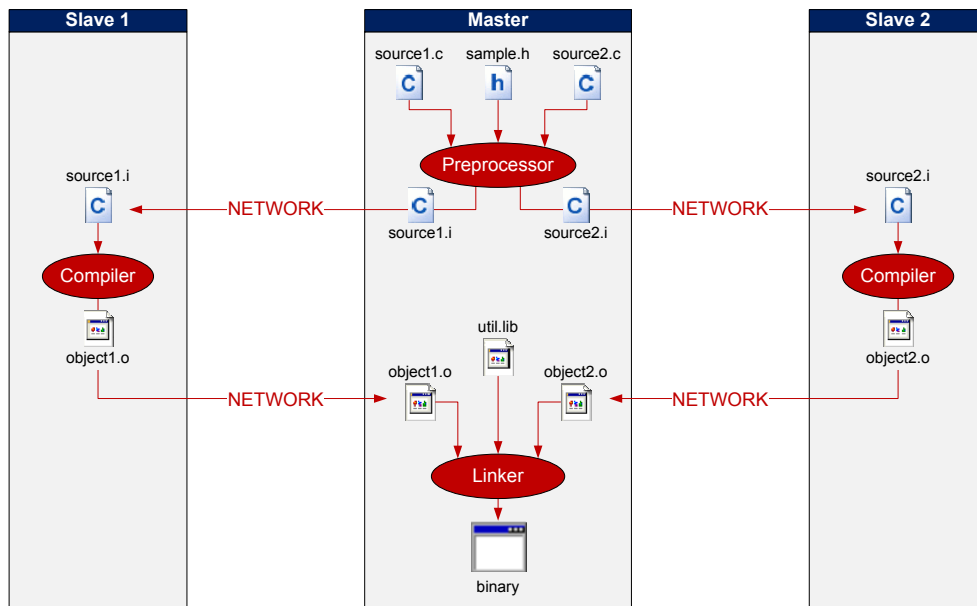 Slave 1
Master
Slave 2
source1.c
sample.h
source2.c
C
h
C
Preprocessor
source1.i
C
NETWORK
C
source1.i
C
source2.i
NETWORK
source2.i
C
Compiler
Compiler
object1.o
object2.o
util.lib
object1.o
object2.o
NETWORK
NETWORK
Linker
binary